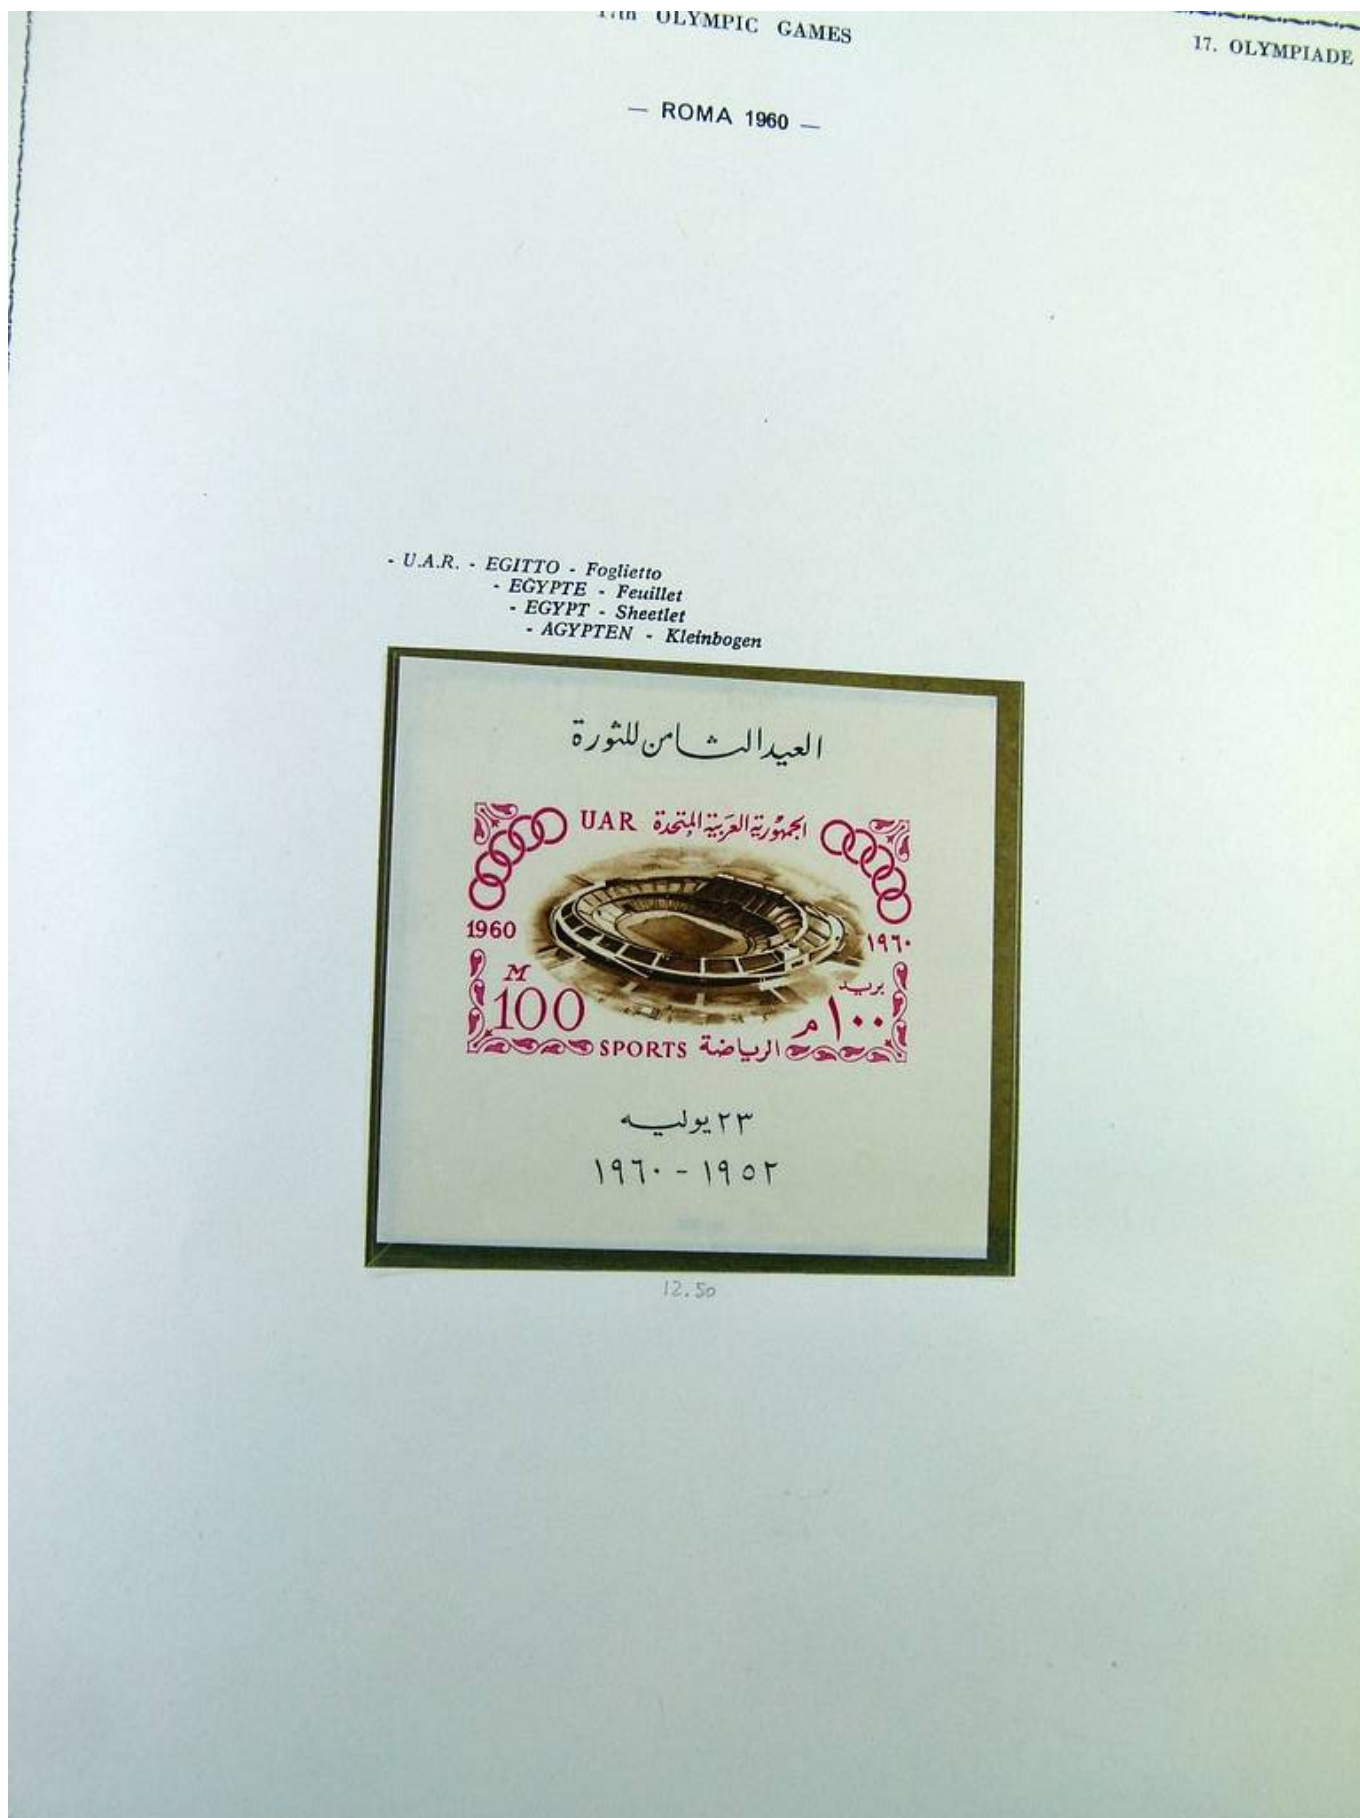 17th OLYMPIC GAMES
17. OLYMPIADE
— ROMA 1960 —
- U.A.R. - EGITTO - Foglietto
- EGYPTE - Feuillet
- EGYPT - Sheetlet
- AGYPTEN - Kleinbogen
العيد الثامن للثورة
UAR الجمهورية العربية المتحدة
1960 ١٩٦٠
M بريد
100 ١٠٠ م
SPORTS الرياضة
٢٣ يوليه
١٩٥٢ - ١٩٦٠
12.50